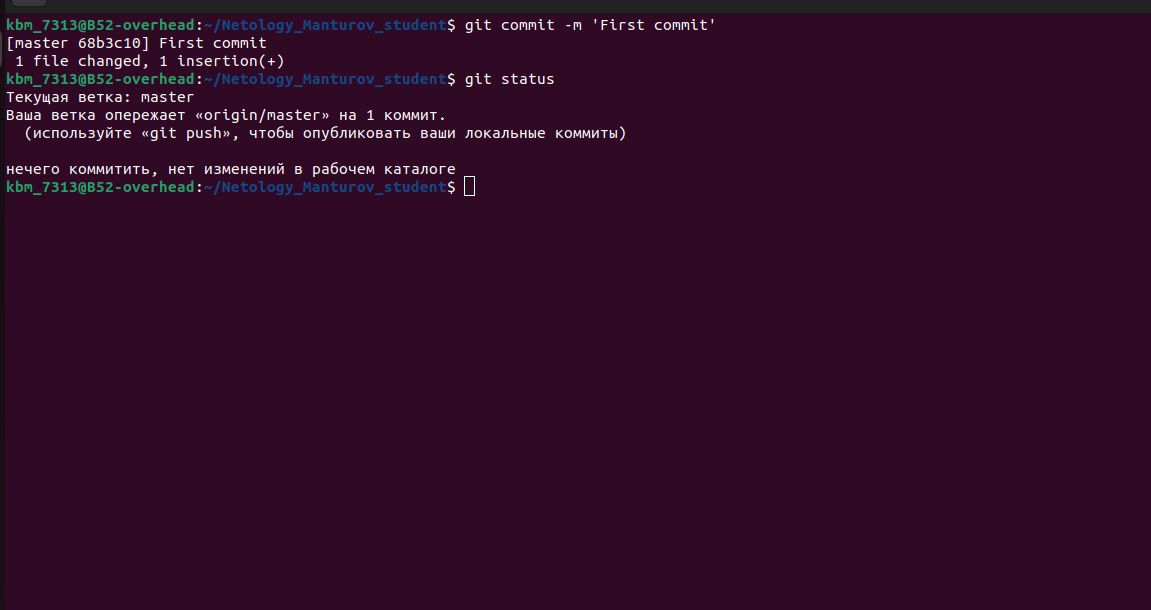 kbm_7313@B52-overhead:~/Netology_Manturov_student$ git commit -m 'First commit'
[master 68b3c10] First commit
 1 file changed, 1 insertion(+)
kbm_7313@B52-overhead:~/Netology_Manturov_student$ git status
Текущая ветка: master
Ваша ветка опережает «origin/master» на 1 коммит.
  (используйте «git push», чтобы опубликовать ваши локальные коммиты)

нечего коммитить, нет изменений в рабочем каталоге
kbm_7313@B52-overhead:~/Netology_Manturov_student$